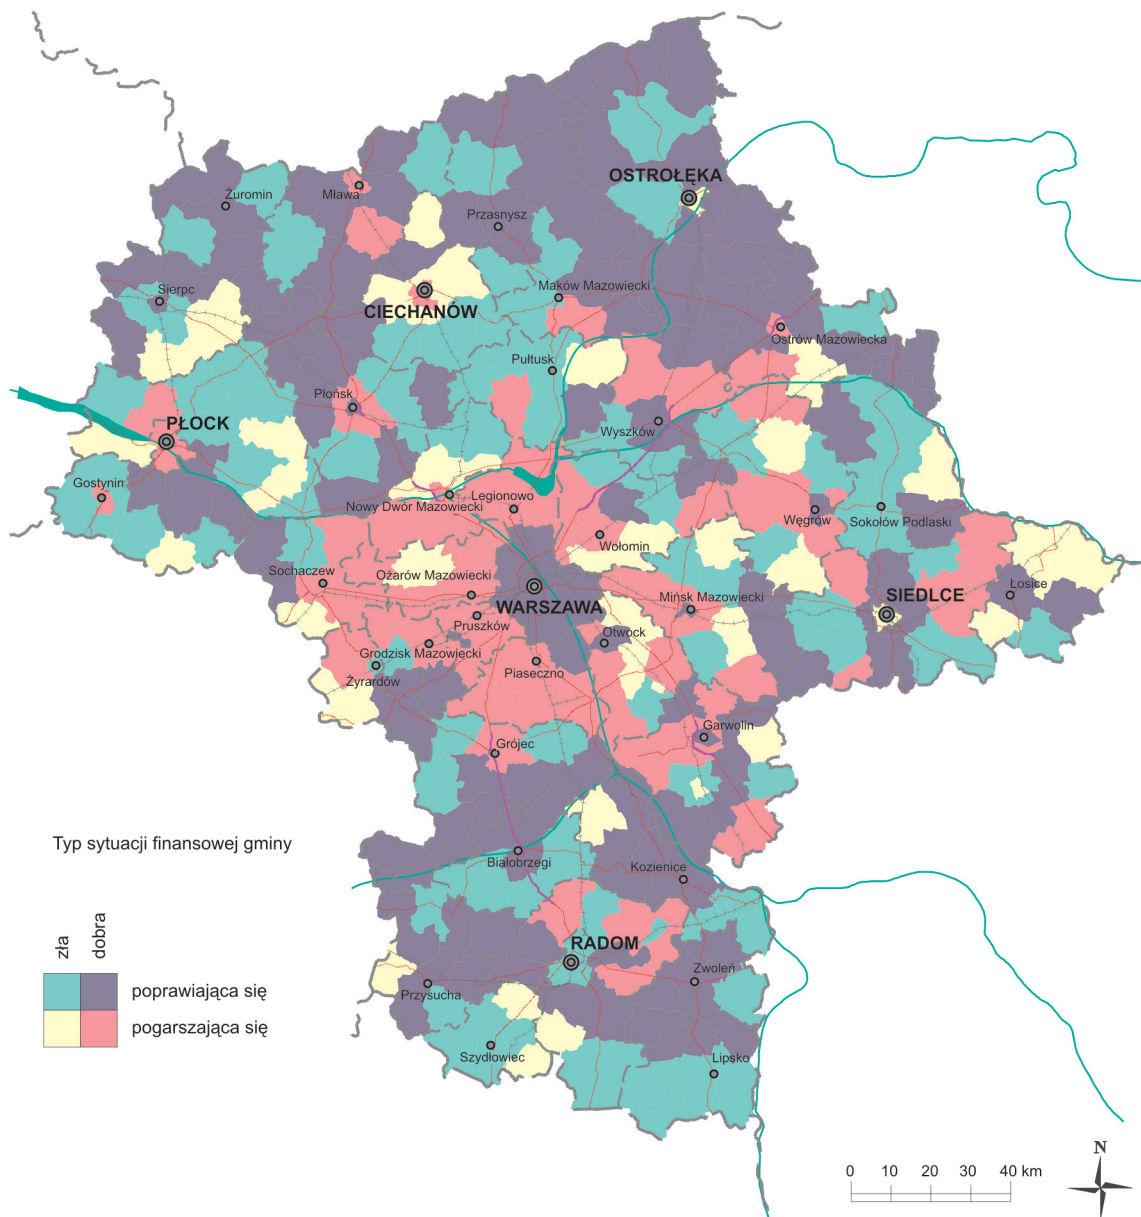 OSTROŁĘKA
Mława
Żuromin
Przasnysz
Sierpc
Maków Mazowiecki
CIECHANÓW
Ostrów Mazowiecka
Pułtusk
Płońsk
PŁOCK
Wyszków
Gostynin
Legionowo
Nowy Dwór Mazowiecki
Węgrów
Sokołów Podlaski
Wołomin
Sochaczew
Ożarów Mazowiecki
Łosice
WARSZAWA
Mińsk Mazowiecki
SIEDLCE
Pruszków
Otwock
Grodzisk Mazowiecki
Piaseczno
Żyrardów
Garwolin
Grójec
Typ sytuacji finansowej gminy
Białobrzegi
Kozienice
zła
dobra
RADOM
Zwoleń
poprawiająca się
Przysucha
pogarszająca się
Szydłowiec
Lipsko
N
0 10 20 30 40 km